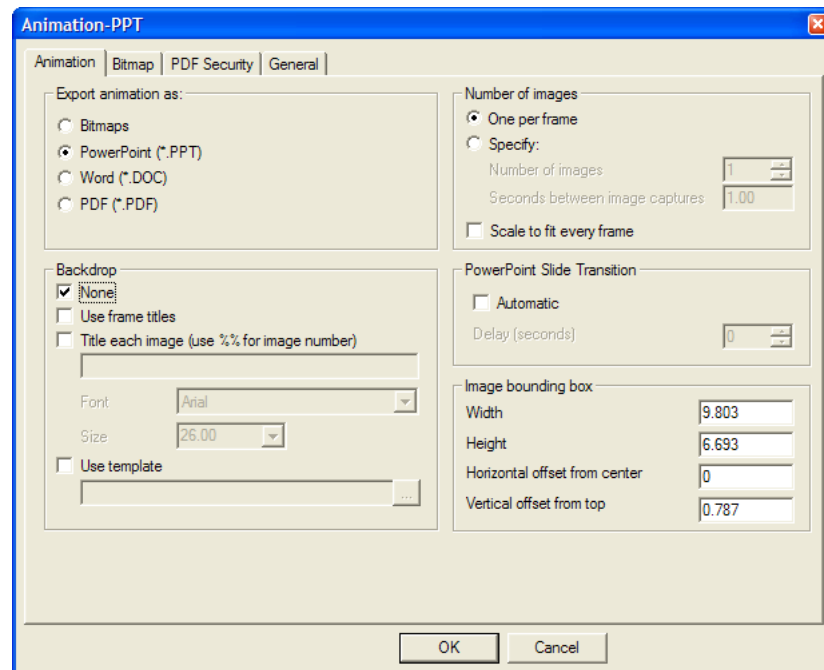 Animation-PPT
Animation
Bitmap
PDF Security
General
Export animation as:
Bitmaps
PowerPoint (*.PPT)
Word (*.DOC)
PDF (*.PDF)
Number of images
One per frame
Specify:
Number of images 1
Seconds between image captures 1.00
Scale to fit every frame
Backdrop
None
Use frame titles
Title each image (use %% for image number)
Font Arial
Size 26.00
Use template
...
PowerPoint Slide Transition
Automatic
Delay (seconds) 0
Image bounding box
Width 9.803
Height 6.693
Horizontal offset from center 0
Vertical offset from top 0.787
OK
Cancel